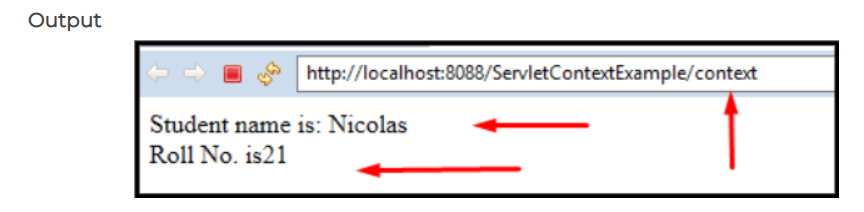 Output
http://localhost:8088/ServletContextExample/context
Student name is: Nicolas
Roll No. is21